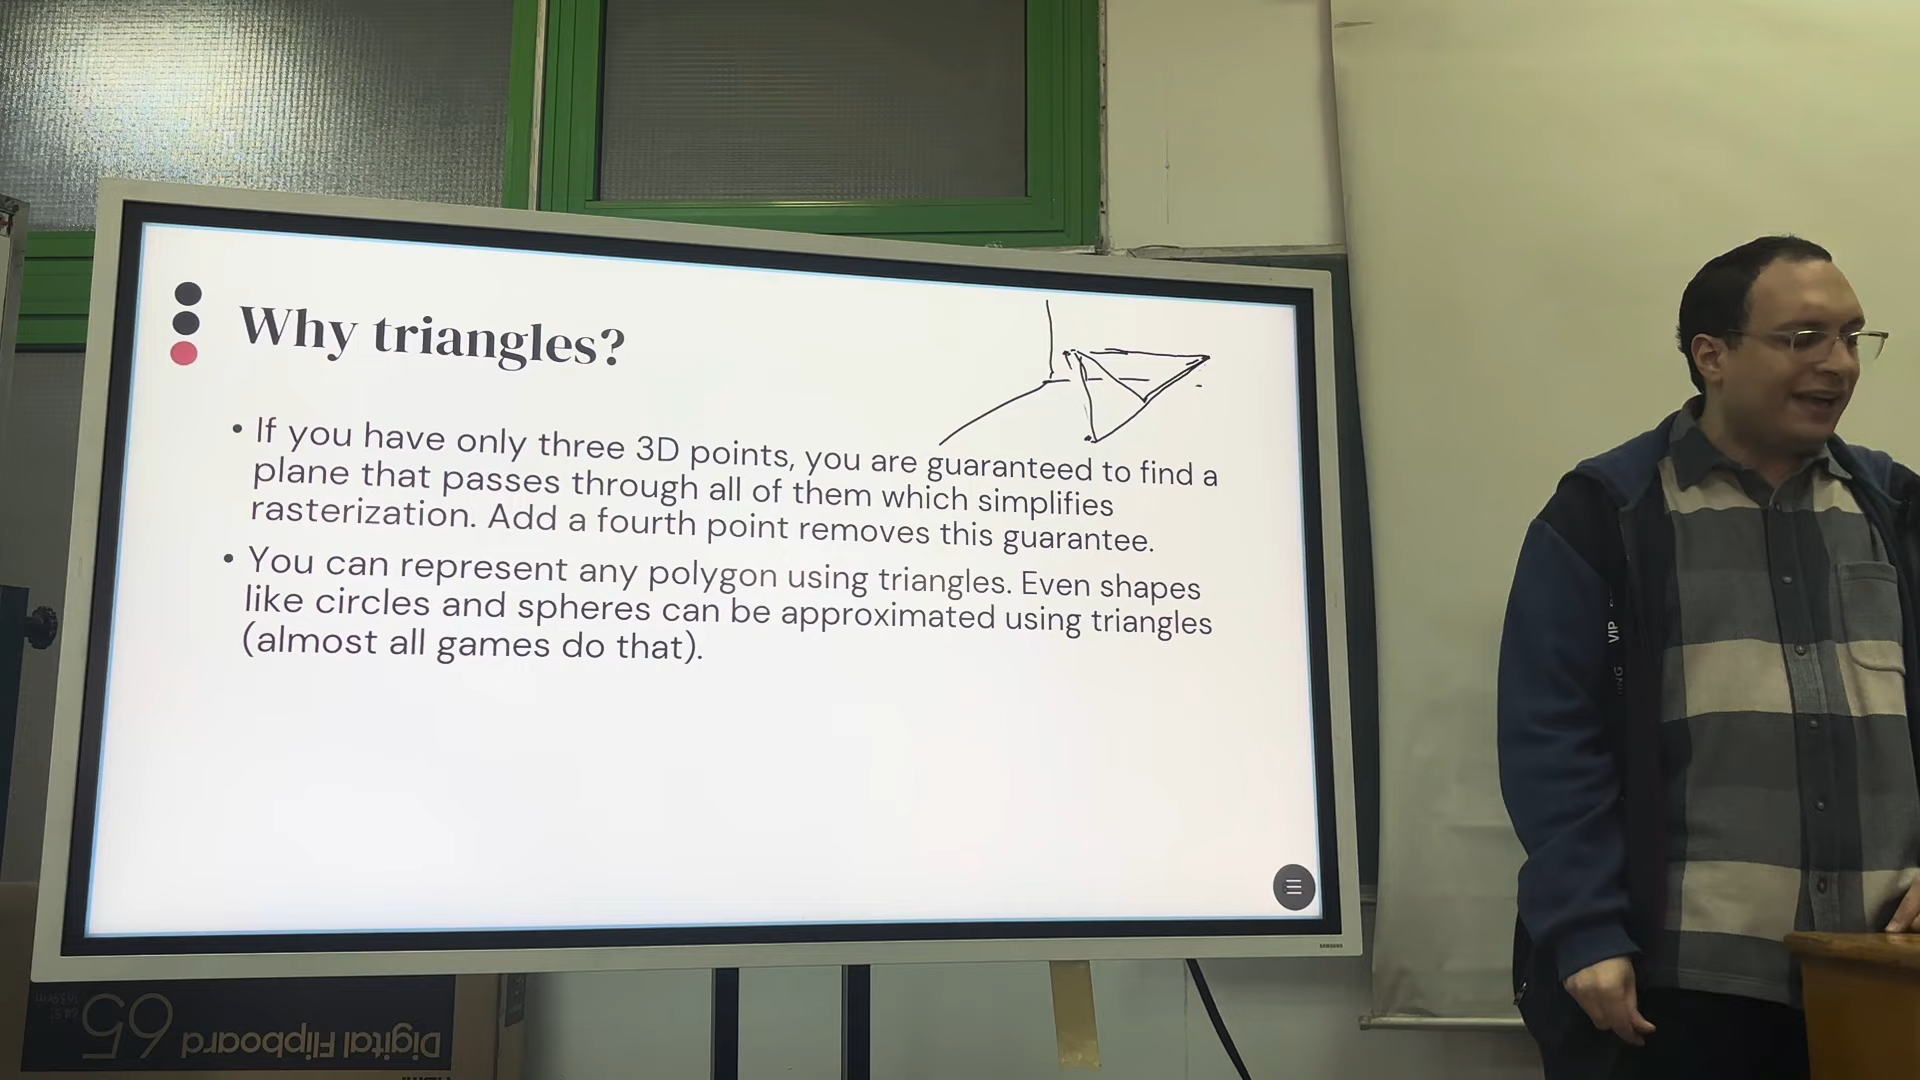 Why triangles?
• If you have only three 3D points, you are guaranteed to find a
plane that passes through all of them which simplifies
rasterization. Add a fourth point removes this guarantee.
• You can represent any polygon using triangles. Even shapes
like circles and spheres can be approximated using triangles
(almost all games do that).
SAMSUNG
VIP
Digital Flipboard 65